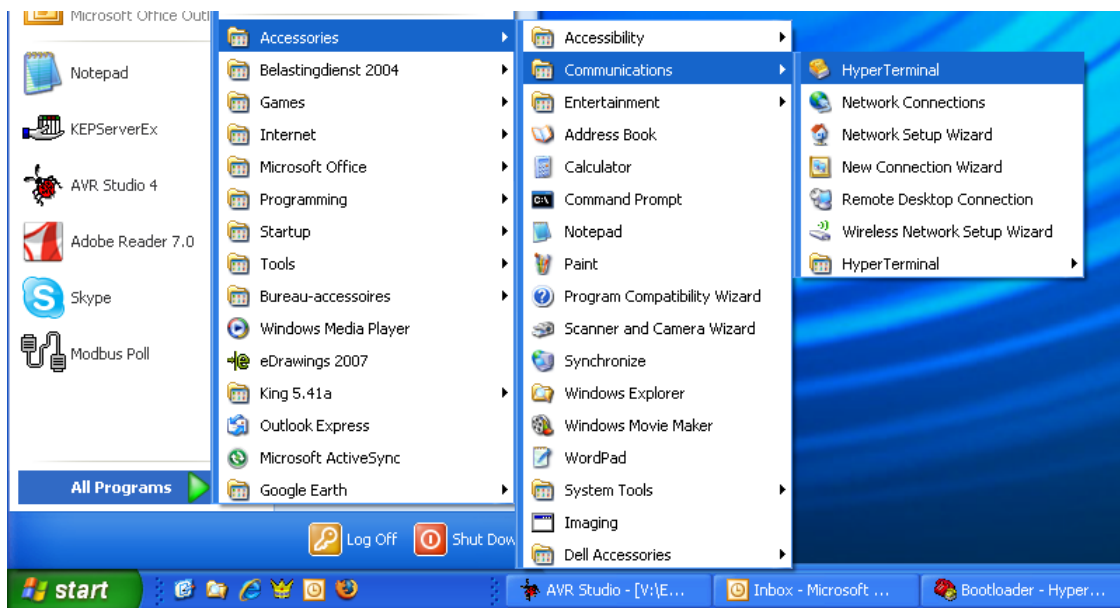 Microsoft Office Outl
Notepad
KEPServerEx
AVR Studio 4
Adobe Reader 7.0
Skype
Modbus Poll
All Programs
Accessories
Belastingdienst 2004
Games
Internet
Microsoft Office
Programming
Startup
Tools
Bureau-accessoires
Windows Media Player
eDrawings 2007
King 5.41a
Outlook Express
Microsoft ActiveSync
Google Earth
Accessibility
Communications
Entertainment
Address Book
Calculator
C:\ Command Prompt
Notepad
Paint
Program Compatibility Wizard
Scanner and Camera Wizard
Synchronize
Windows Explorer
Windows Movie Maker
WordPad
System Tools
Imaging
Dell Accessories
HyperTerminal
Network Connections
Network Setup Wizard
New Connection Wizard
Remote Desktop Connection
Wireless Network Setup Wizard
HyperTerminal
Log Off
Shut Dow
start
AVR Studio - [V:\E...
Inbox - Microsoft ...
Bootloader - Hyper...